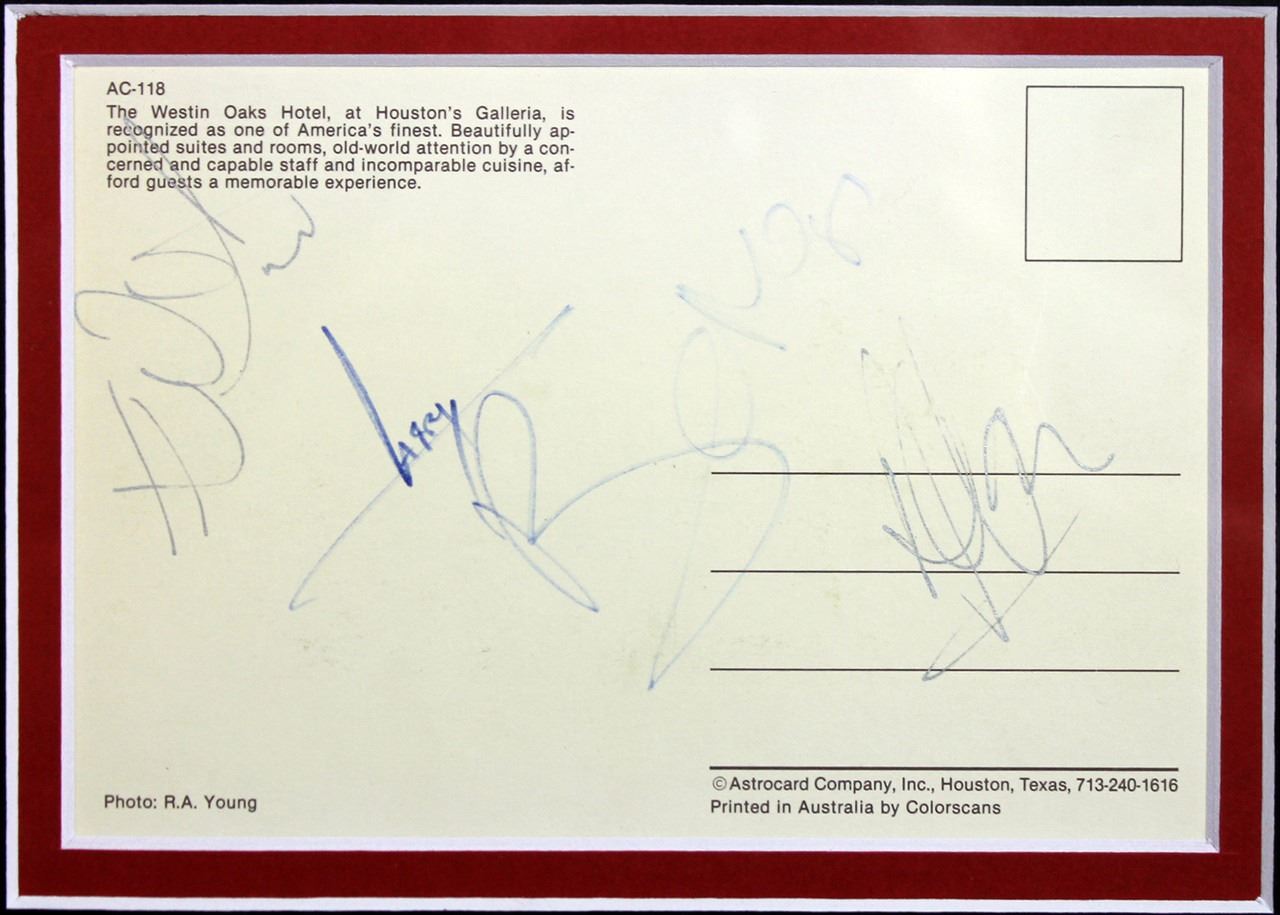 AC-118
The Westin Oaks Hotel, at Houston's Galleria, is
recognized as one of America's finest. Beautifully ap-
pointed suites and rooms, old-world attention by a con-
cerned and capable staff and incomparable cuisine, af-
ford guests a memorable experience.
Larry
Photo: R.A. Young
©Astrocard Company, Inc., Houston, Texas, 713-240-1616
Printed in Australia by Colorscans